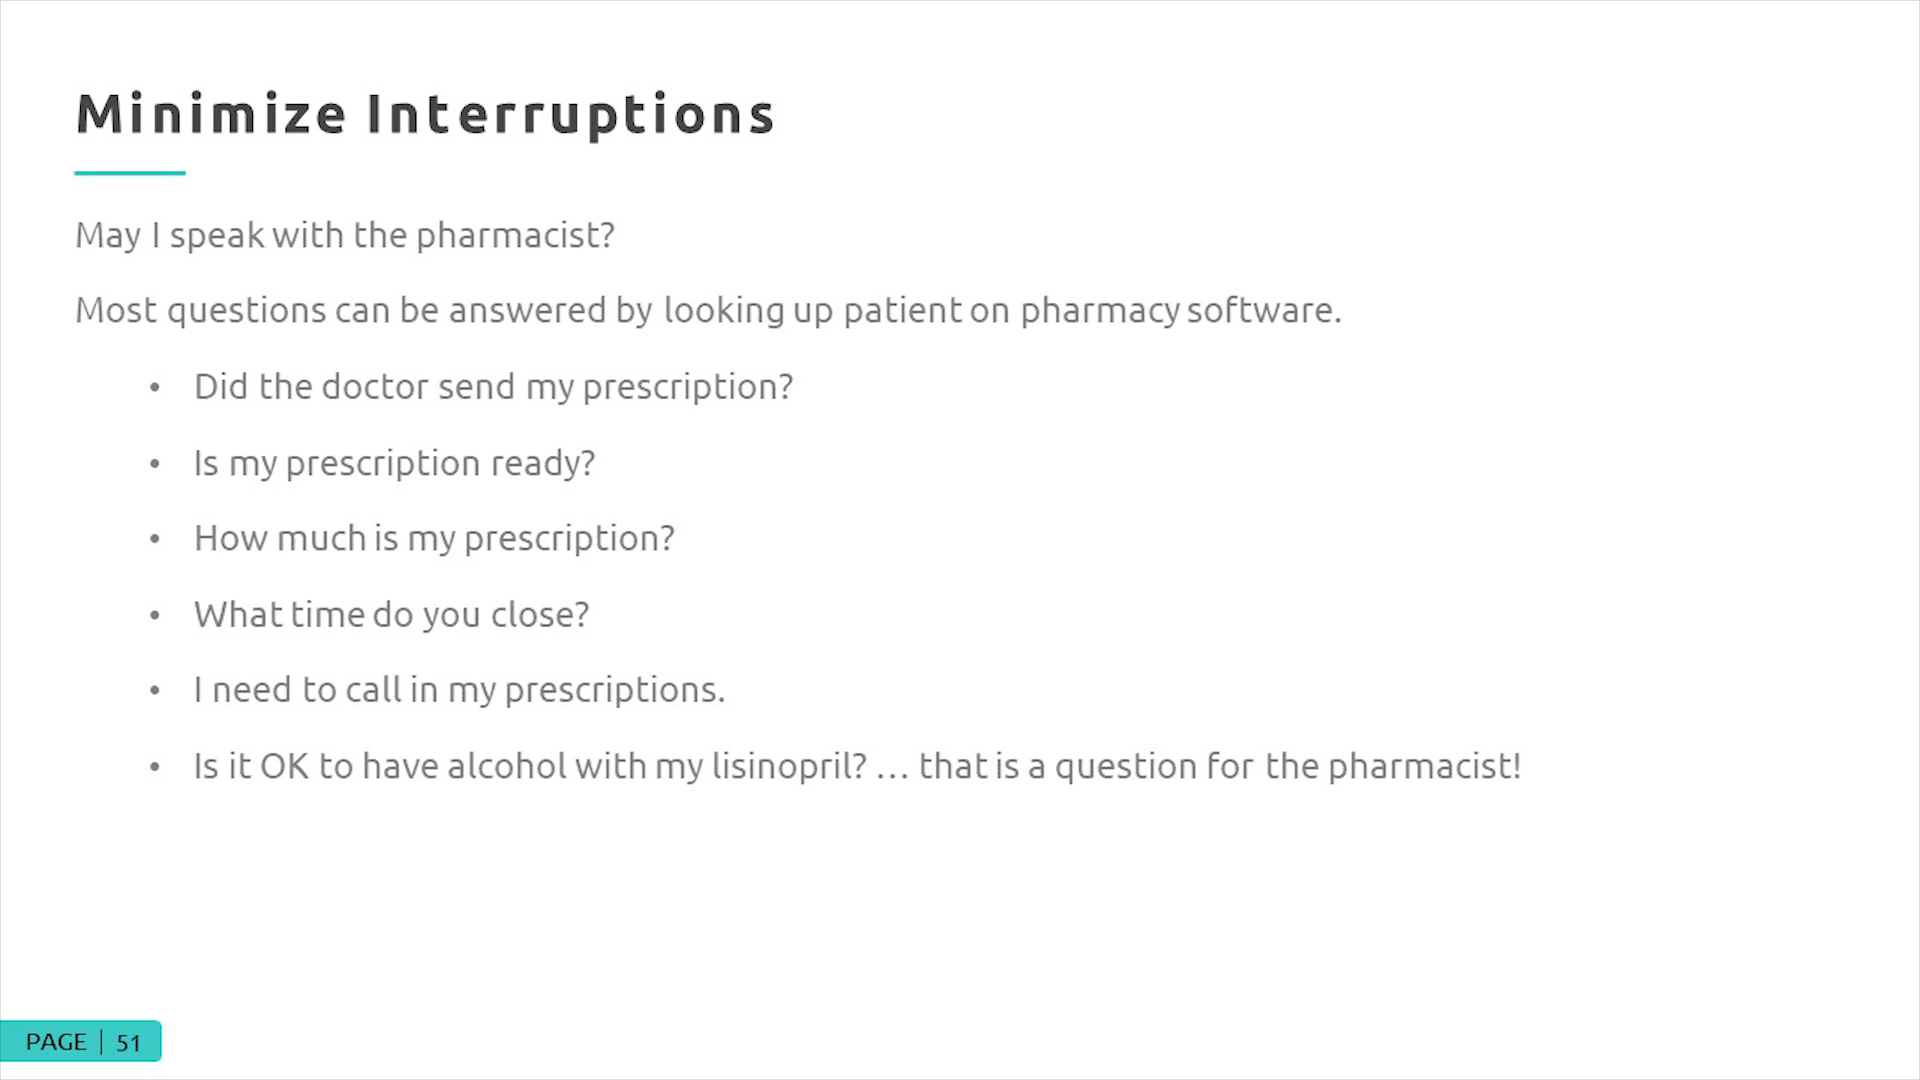 Minimize Interruptions
May I speak with the pharmacist?
Most questions can be answered by looking up patient on pharmacy software.
• Did the doctor send my prescription?
• Is my prescription ready?
• How much is my prescription?
• What time do you close?
• I need to call in my prescriptions.
• Is it OK to have alcohol with my lisinopril? … that is a question for the pharmacist!
PAGE | 51